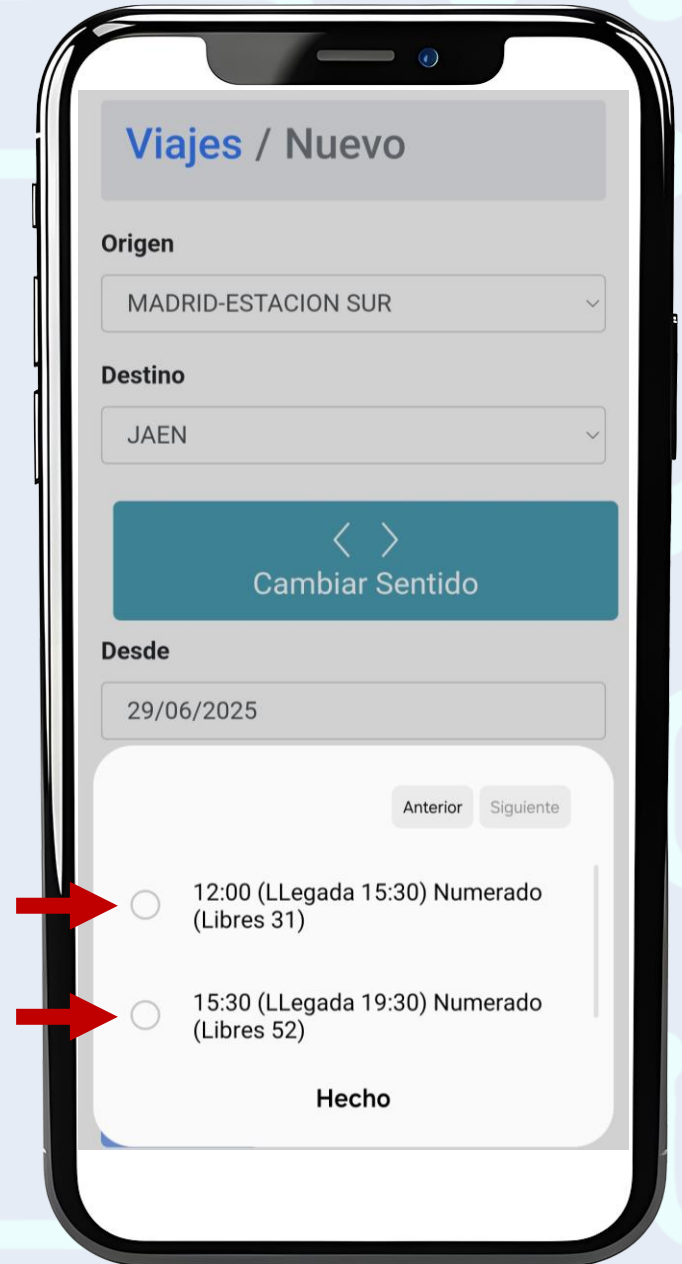 Viajes / Nuevo
Origen
MADRID-ESTACION SUR
Destino
JAEN
Cambiar Sentido
Desde
29/06/2025
Anterior Siguiente
12:00 (LLegada 15:30) Numerado
(Libres 31)
15:30 (LLegada 19:30) Numerado
(Libres 52)
Hecho